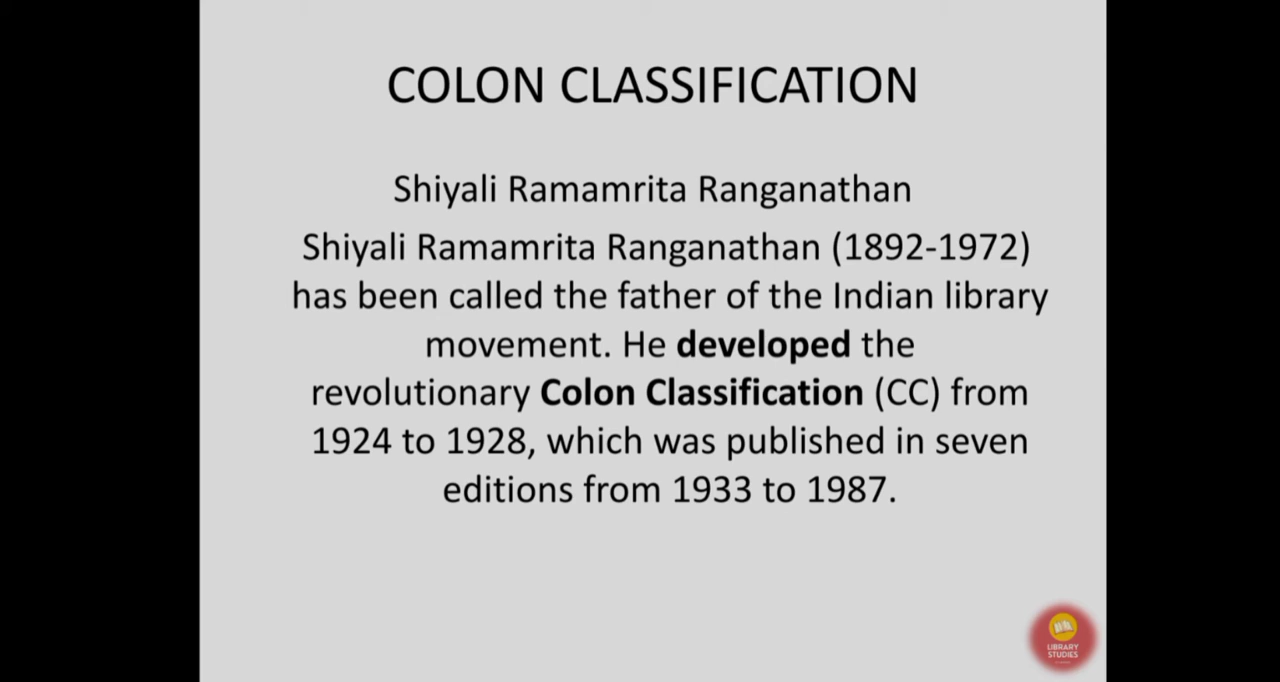 COLON CLASSIFICATION
Shiyali Ramamrita Ranganathan
Shiyali Ramamrita Ranganathan (1892-1972)
has been called the father of the Indian library
movement. He developed the
revolutionary Colon Classification (CC) from
1924 to 1928, which was published in seven
editions from 1933 to 1987.
LIBRARY
STUDIES